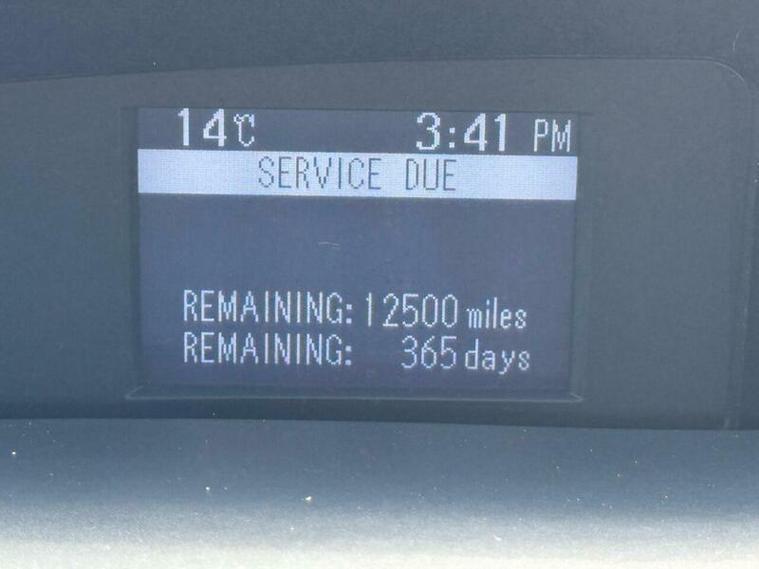 14℃ 3:41 PM
SERVICE DUE
REMAINING: 12500 miles
REMAINING: 365 days